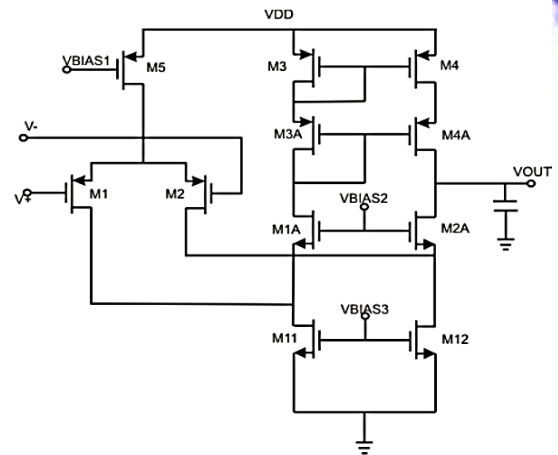 VDD
VBIAS1
M5
M3
M4
V-
M3A
M4A
VOUT
V+
M1
M2
VBIAS2
M1A
M2A
VBIAS3
M11
M12